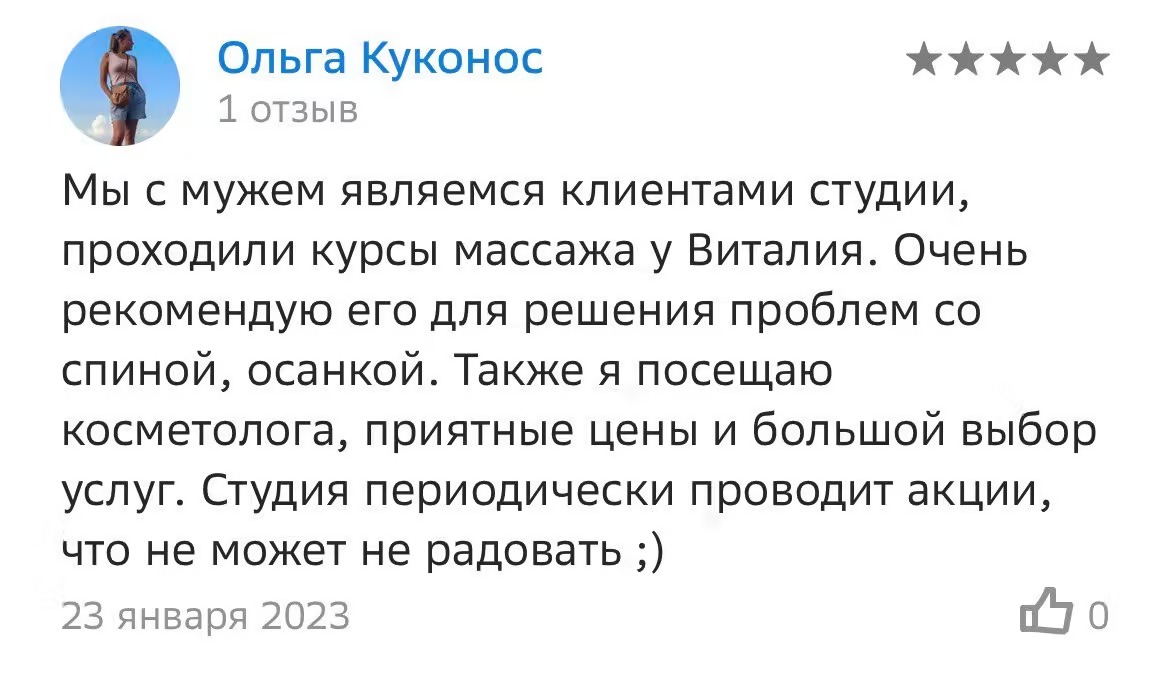 Ольга Куконос
1 отзыв
Мы с мужем являемся клиентами студии,
проходили курсы массажа у Виталия. Очень
рекомендую его для решения проблем со
спиной, осанкой. Также я посещаю
косметолога, приятные цены и большой выбор
услуг. Студия периодически проводит акции,
что не может не радовать ;)
23 января 2023
0